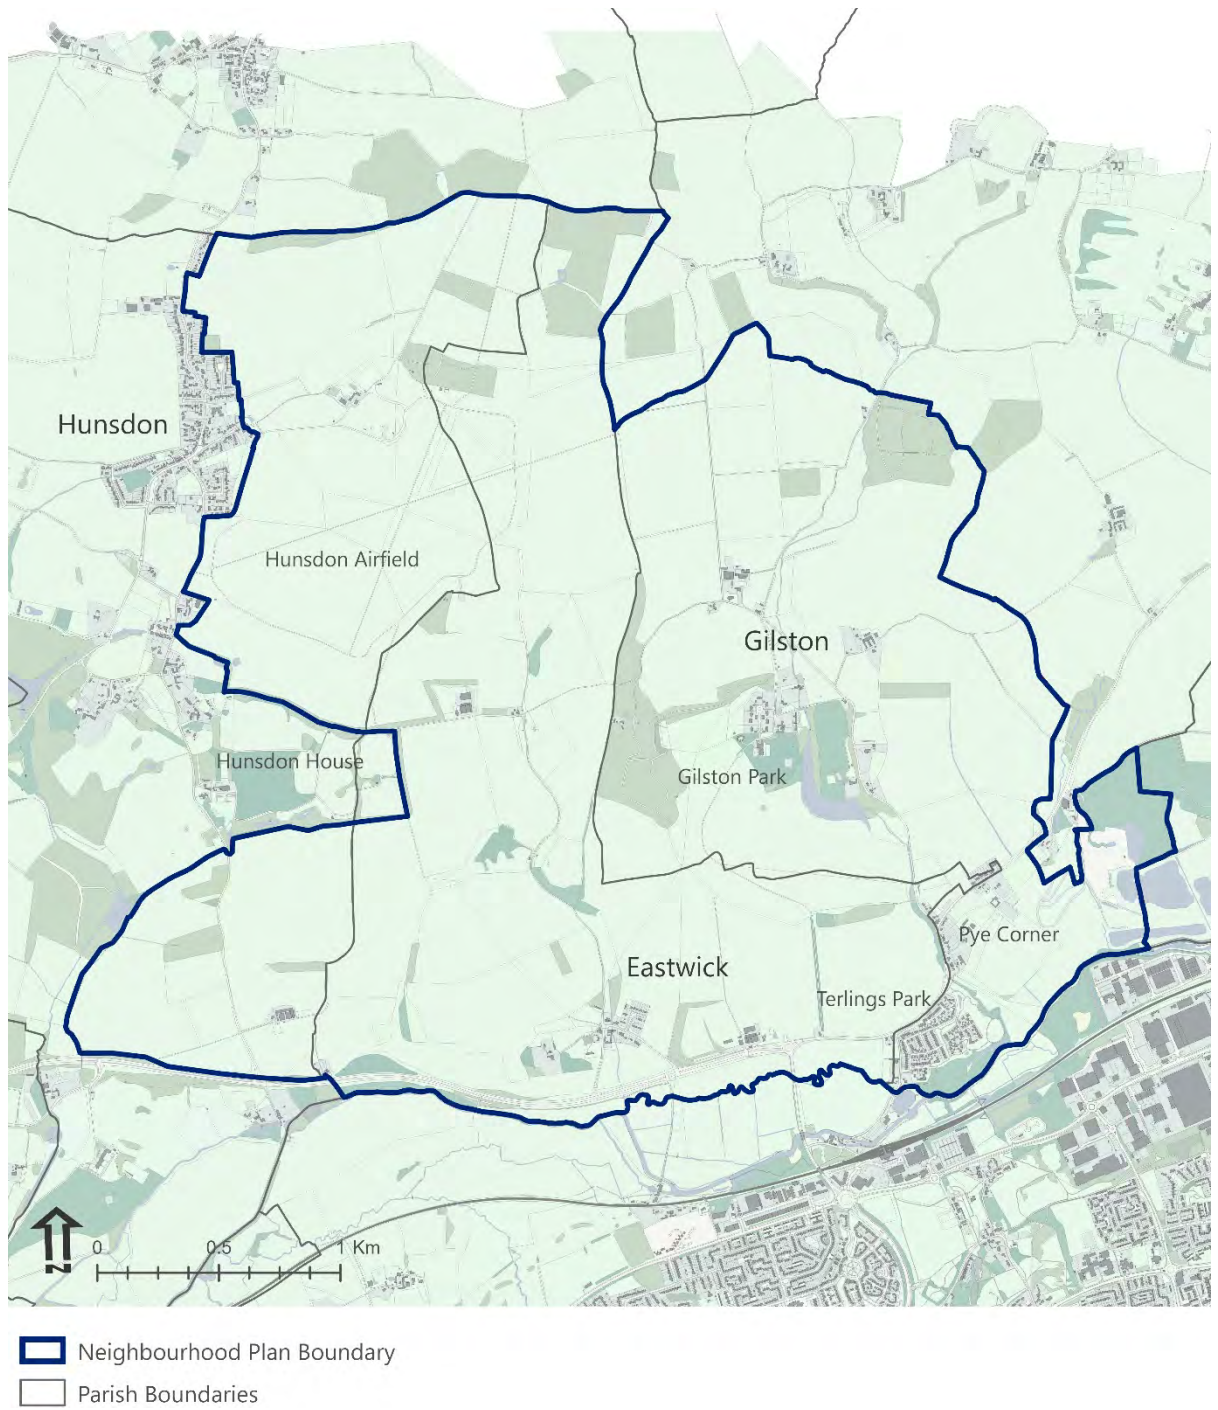 Hunsdon
Hunsdon Airfield
Gilston
Hunsdon House
Gilston Park
Pye Corner
Eastwick
Terlings Park
N
0 0.5 1 Km
Neighbourhood Plan Boundary
Parish Boundaries